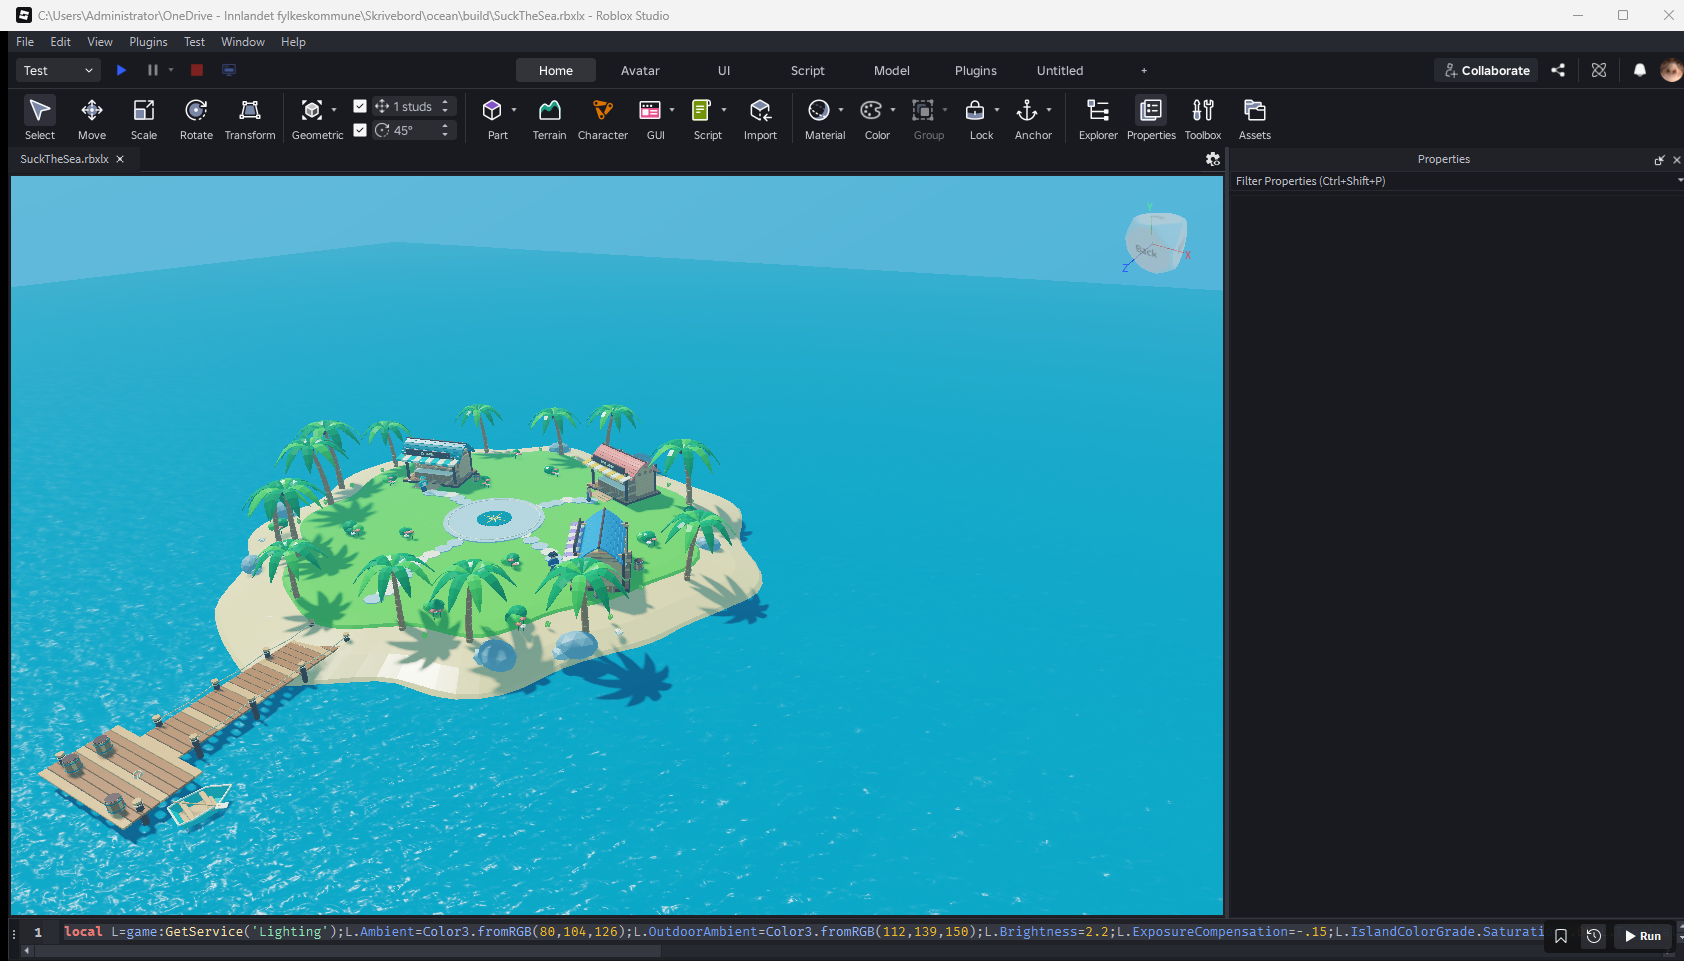 C:\Users\Administrator\OneDrive - Innlandet fylkeskommune\Skrivebord\ocean\build\SuckTheSea.rbxlx - Roblox Studio
File Edit View Plugins Test Window Help
Test Home Avatar UI Script Model Plugins Untitled + Collaborate
1 studs
45°
Select Move Scale Rotate Transform Geometric Part Terrain Character GUI Script Import Material Color Group Lock Anchor Explorer Properties Toolbox Assets
SuckTheSea.rbxlx
Properties
Filter Properties (Ctrl+Shift+P)
Y
Back
X
Z
1 local L=game:GetService('Lighting');L.Ambient=Color3.fromRGB(80,104,126);L.OutdoorAmbient=Color3.fromRGB(112,139,150);L.Brightness=2.2;L.ExposureCompensation=-.15;L.IslandColorGrade.Saturati
Run